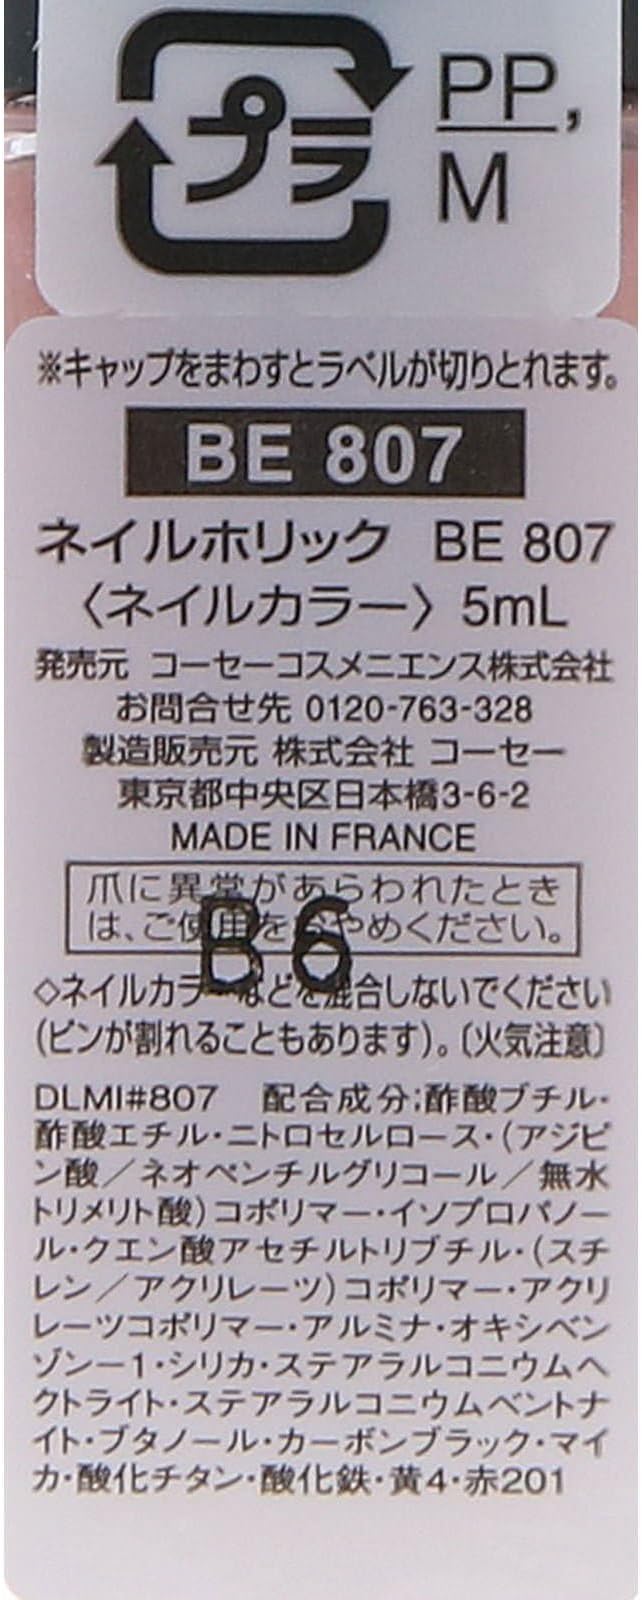 プラ
PP,
M
※キャップをまわすとラベルが切りとれます。
BE 807
ネイルホリック BE 807
〈ネイルカラー〉5mL
発売元 コーセーコスメニエンス株式会社
お問合せ先 0120-763-328
製造販売元 株式会社 コーセー
東京都中央区日本橋3-6-2
MADE IN FRANCE
爪に異常があらわれたとき
は、ご使用をおやめください。
B6
◇ネイルカラーなどを混合しないでください
(ビンが割れることもあります)。〔火気注意〕
DLMI#807 配合成分:酢酸ブチル・
酢酸エチル・ニトロセルロース・(アジピ
ン酸／ネオペンチルグリコール／無水
トリメリト酸)コポリマー・イソプロパノー
ル・クエン酸アセチルトリブチル・(スチ
レン／アクリレーツ)コポリマー・アクリ
レーツコポリマー・アルミナ・オキシベン
ゾン－1・シリカ・ステアラルコニウムヘ
クトライト・ステアラルコニウムベントナ
イト・ブタノール・カーボンブラック・マイ
カ・酸化チタン・酸化鉄・黄4・赤201